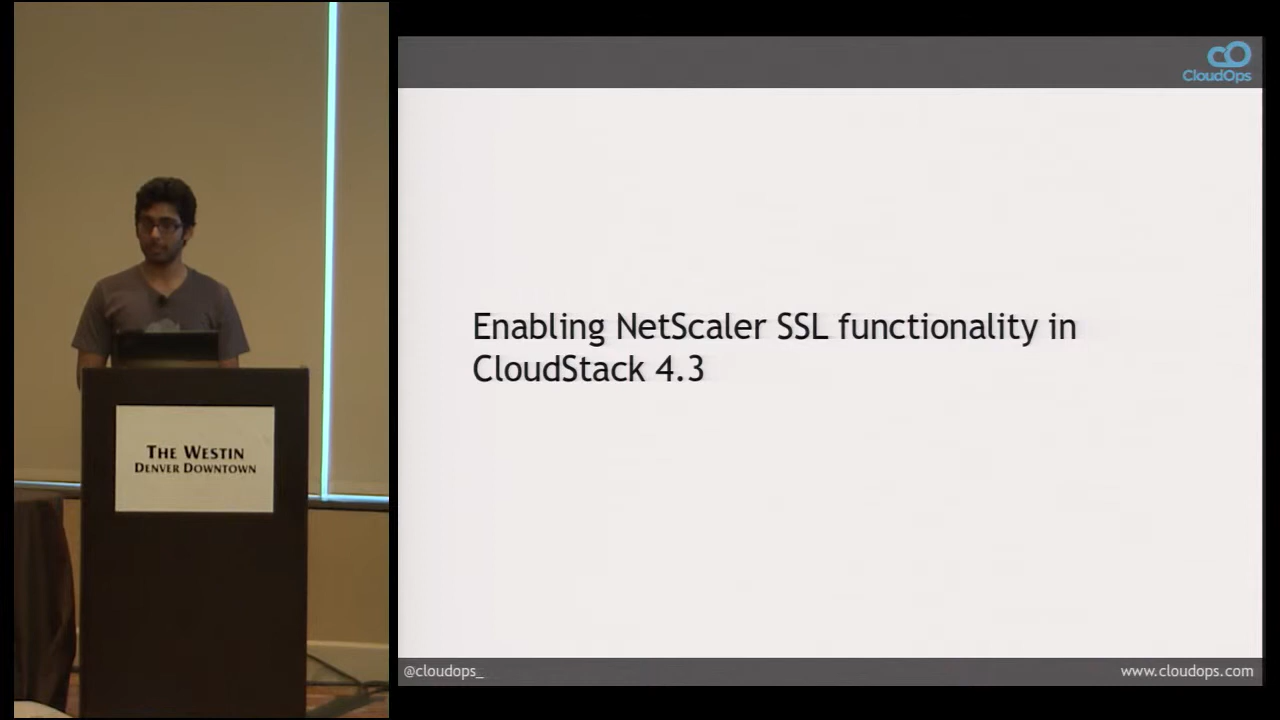 CloudOps
Enabling NetScaler SSL functionality in
CloudStack 4.3
THE WESTIN
DENVER DOWNTOWN
@cloudops_
www.cloudops.com